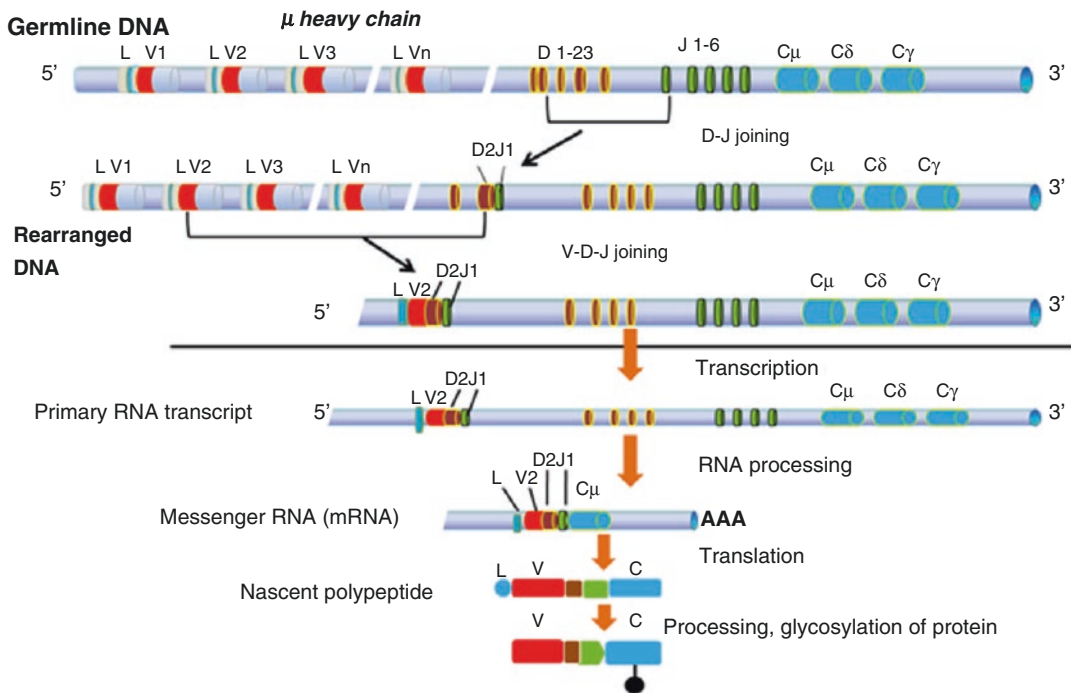 μ heavy chain
Germline DNA
L V1 L V2 L V3 L Vn D 1-23 J 1-6 Cμ Cδ Cγ
5' 3'
D-J joining
D2J1
L V1 L V2 L V3 L Vn Cμ Cδ Cγ
5' 3'
Rearranged
DNA
V-D-J joining
D2J1
L V2 Cμ Cδ Cγ
5' 3'
Transcription
D2J1
L V2 Cμ Cδ Cγ
Primary RNA transcript 5' 3'
RNA processing
D2J1
L V2 Cμ
Messenger RNA (mRNA) AAA
Translation
L V C
Nascent polypeptide
V C
Processing, glycosylation of protein